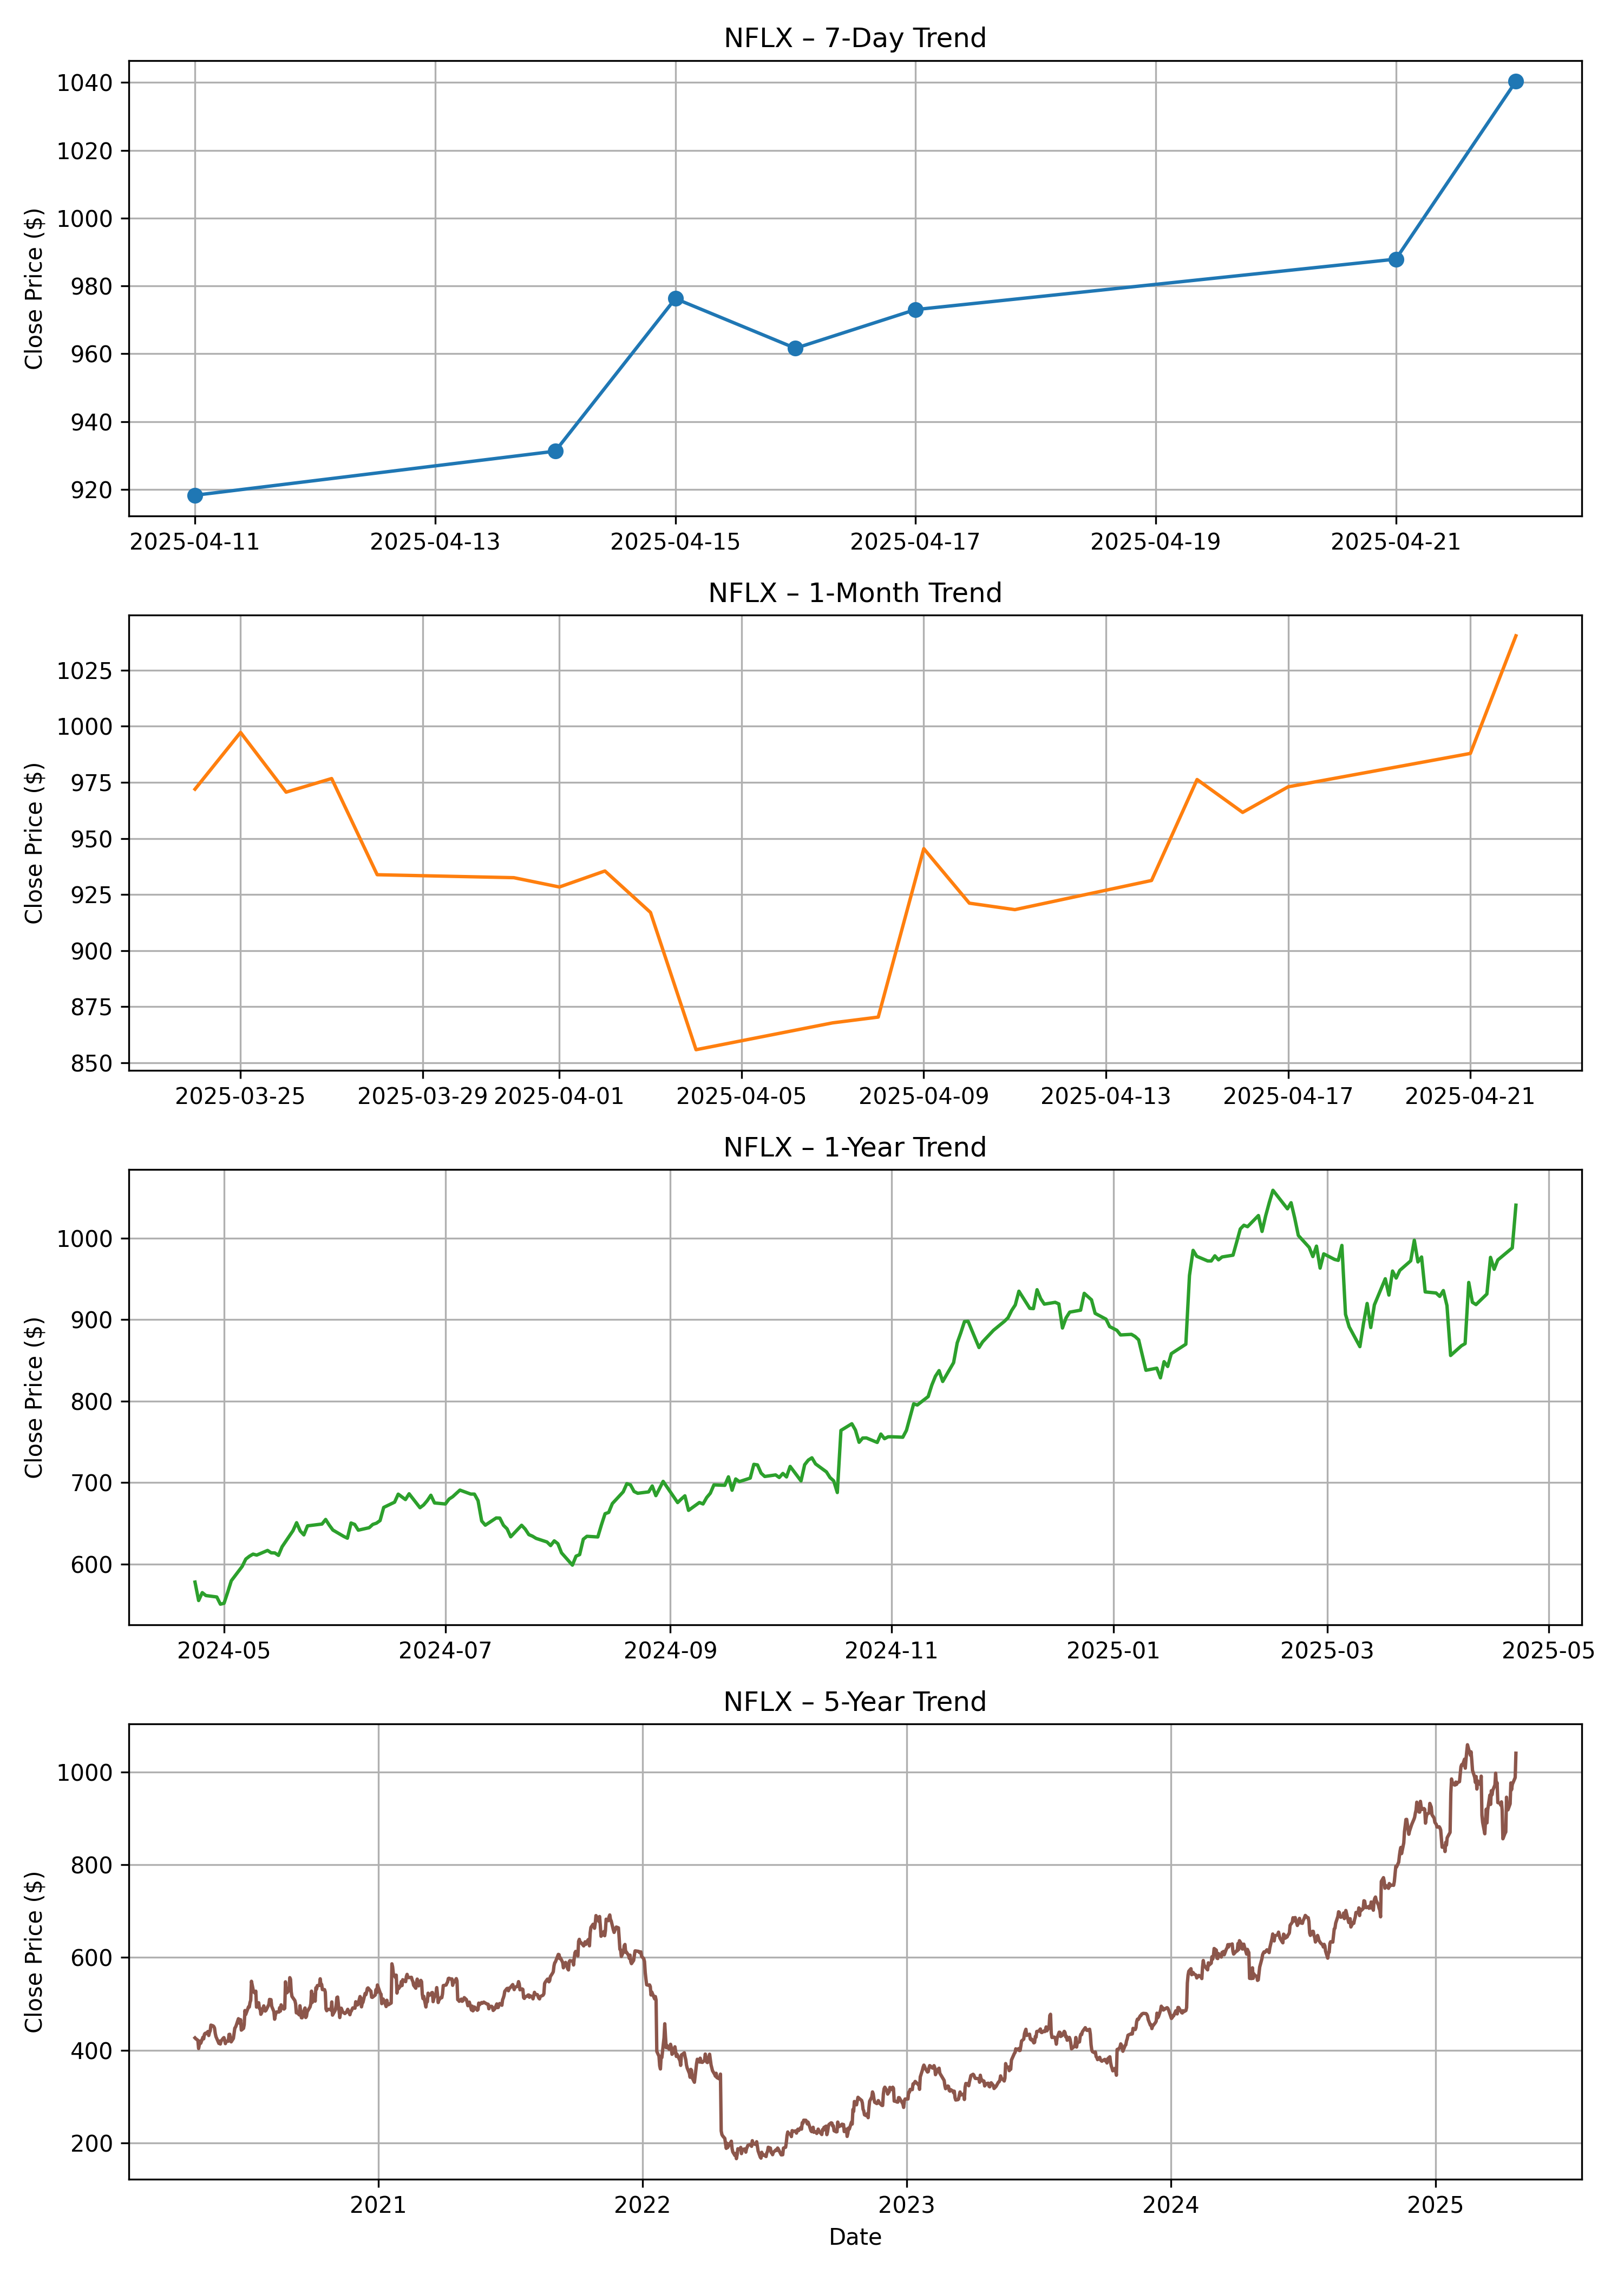 NFLX – 7-Day Trend
Close Price ($)
1040
1020
1000
980
960
940
920
2025-04-11 2025-04-13 2025-04-15 2025-04-17 2025-04-19 2025-04-21
NFLX – 1-Month Trend
Close Price ($)
1025
1000
975
950
925
900
875
850
2025-03-25 2025-03-29 2025-04-01 2025-04-05 2025-04-09 2025-04-13 2025-04-17 2025-04-21
NFLX – 1-Year Trend
Close Price ($)
1000
900
800
700
600
2024-05 2024-07 2024-09 2024-11 2025-01 2025-03 2025-05
NFLX – 5-Year Trend
Close Price ($)
1000
800
600
400
200
2021 2022 2023 2024 2025
Date